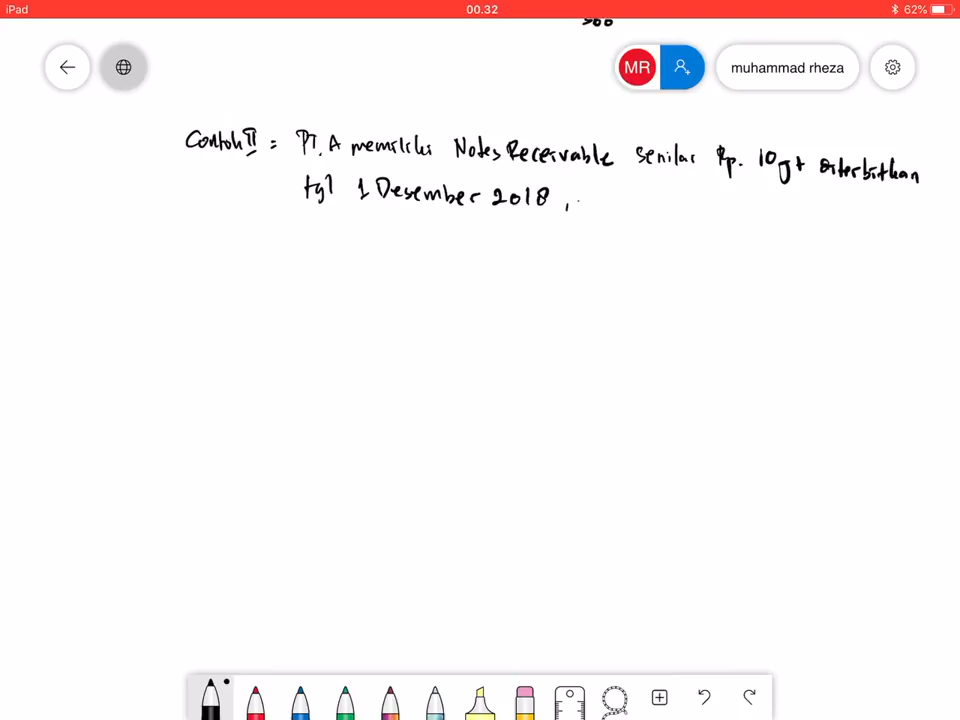 iPad 00.32 62%
360
MR muhammad rheza
Contoh II = PT. A memiliki Notes Receivable senilai Rp. 10jt diterbitkan
tgl 1 Desember 2018 ,